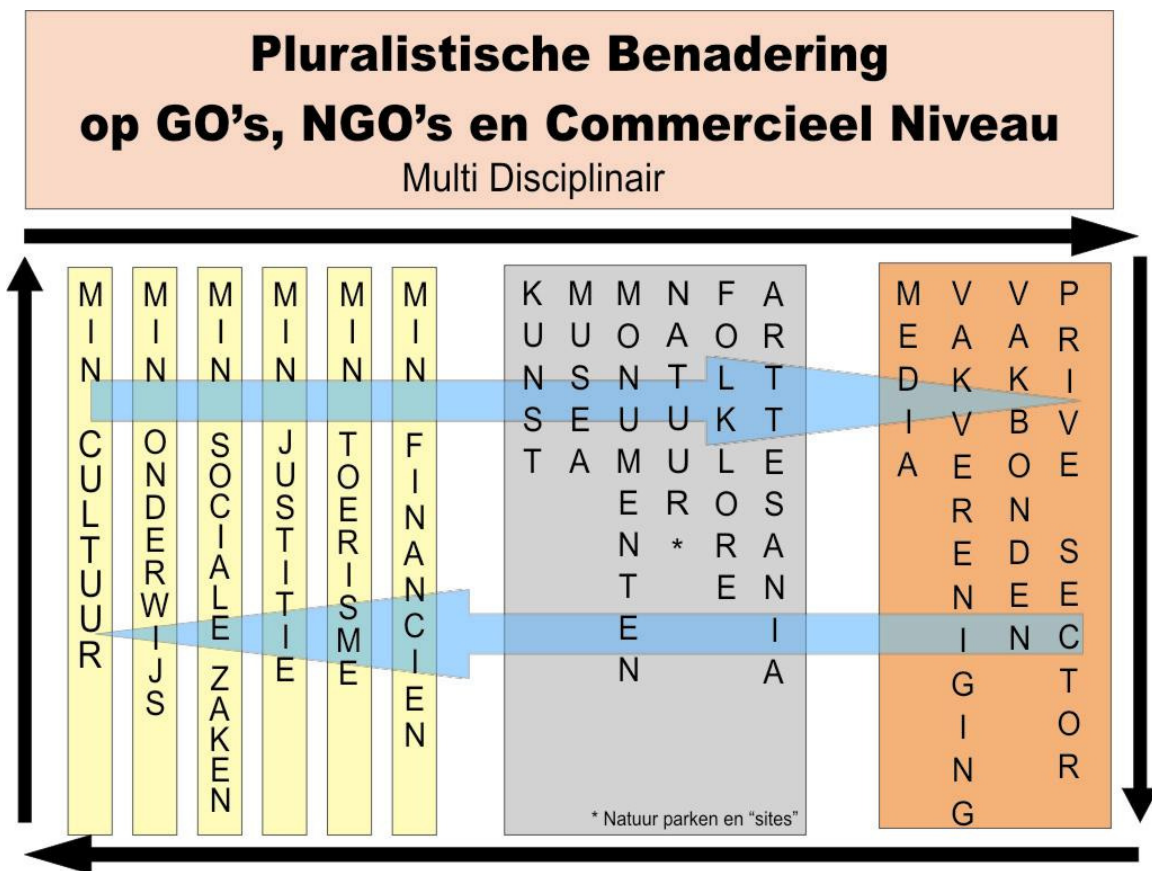 Pluralistische Benadering
op GO's, NGO's en Commercieel Niveau
Multi Disciplinair
MIN CULTUUR
MIN ONDERWIJS
MIN SOCIALE ZAKEN
MIN JUSTITIE
MIN TOERISME
MIN FINANCIEN
KUNST
MUSEA
MONUMENTEN
NATUUR *
FOLKLORE
ARTTESANIA
* Natuur parken en "sites"
MEDIA
VAKVERENIGING
VAKBONDEN
PRIVE SECTOR